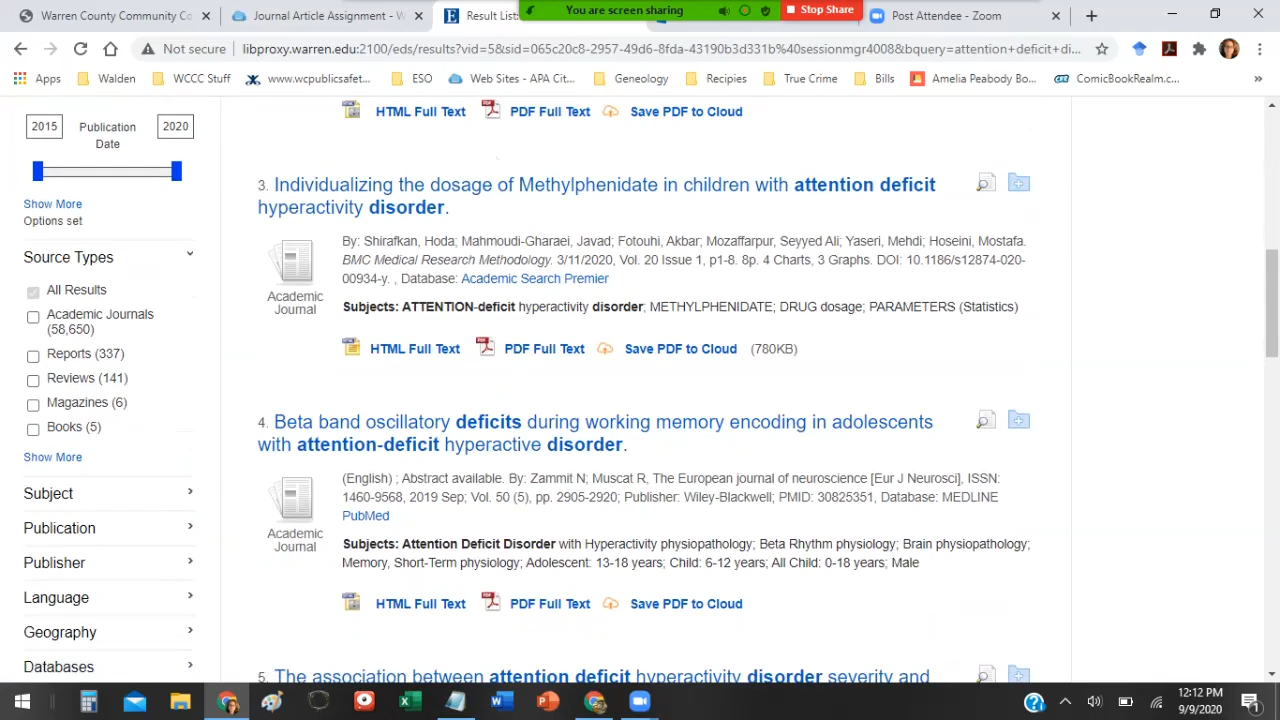 Warren County Community C
Journal Article Assignment - W
Result List
You are screen sharing
Stop Share
Post Attendee - Zoom
Not secure
libproxy.warren.edu:2100/eds/results?vid=5&sid=065c20c8-2957-49d6-8fda-43190b3d331b%40sessionmgr4008&bquery=attention+deficit+di...
Apps
Walden
WCCC Stuff
www.wcpublicsafet...
ESO
Web Sites - APA Cit...
Geneology
Recipies
True Crime
Bills
Amelia Peabody Bo...
ComicBookRealm.c...
»
2015
Publication
Date
2020
Show More
Options set
Source Types
All Results
Academic Journals
(58,650)
Reports (337)
Reviews (141)
Magazines (6)
Books (5)
Show More
Subject
Publication
Publisher
Language
Geography
Databases
HTML Full Text
PDF Full Text
Save PDF to Cloud
3. Individualizing the dosage of Methylphenidate in children with attention deficit
hyperactivity disorder.
Academic
Journal
By: Shirafkan, Hoda; Mahmoudi-Gharaei, Javad; Fotouhi, Akbar; Mozaffarpur, Seyyed Ali; Yaseri, Mehdi; Hoseini, Mostafa.
BMC Medical Research Methodology. 3/11/2020, Vol. 20 Issue 1, p1-8. 8p. 4 Charts, 3 Graphs. DOI: 10.1186/s12874-020-
00934-y. , Database: Academic Search Premier
Subjects: ATTENTION-deficit hyperactivity disorder; METHYLPHENIDATE; DRUG dosage; PARAMETERS (Statistics)
HTML Full Text
PDF Full Text
Save PDF to Cloud
(780KB)
4. Beta band oscillatory deficits during working memory encoding in adolescents
with attention-deficit hyperactive disorder.
Academic
Journal
(English) ; Abstract available. By: Zammit N; Muscat R, The European journal of neuroscience [Eur J Neurosci], ISSN:
1460-9568, 2019 Sep; Vol. 50 (5), pp. 2905-2920; Publisher: Wiley-Blackwell; PMID: 30825351, Database: MEDLINE
PubMed
Subjects: Attention Deficit Disorder with Hyperactivity physiopathology; Beta Rhythm physiology; Brain physiopathology;
Memory, Short-Term physiology; Adolescent: 13-18 years; Child: 6-12 years; All Child: 0-18 years; Male
HTML Full Text
PDF Full Text
Save PDF to Cloud
5. The association between attention deficit hyperactivity disorder severity and
12:12 PM
9/9/2020